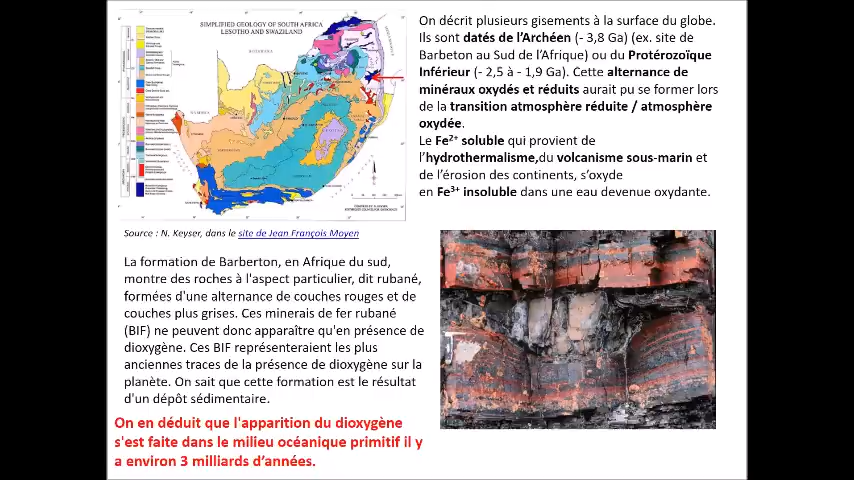 SIMPLIFIED GEOLOGY OF SOUTH AFRICA
LESOTHO AND SWAZILAND
Source : N. Keyser, dans le site de Jean François Moyen
La formation de Barberton, en Afrique du sud,
montre des roches à l'aspect particulier, dit rubané,
formées d'une alternance de couches rouges et de
couches plus grises. Ces minerais de fer rubané
(BIF) ne peuvent donc apparaître qu'en présence de
dioxygène. Ces BIF représenteraient les plus
anciennes traces de la présence de dioxygène sur la
planète. On sait que cette formation est le résultat
d'un dépôt sédimentaire.
On en déduit que l'apparition du dioxygène
s'est faite dans le milieu océanique primitif il y
a environ 3 milliards d'années.
On décrit plusieurs gisements à la surface du globe.
Ils sont datés de l'Archéen (- 3,8 Ga) (ex. site de
Barbeton au Sud de l'Afrique) ou du Protérozoïque
Inférieur (- 2,5 à - 1,9 Ga). Cette alternance de
minéraux oxydés et réduits aurait pu se former lors
de la transition atmosphère réduite / atmosphère
oxydée.
Le Fe²⁺ soluble qui provient de
l'hydrothermalisme,du volcanisme sous-marin et
de l'érosion des continents, s'oxyde
en Fe³⁺ insoluble dans une eau devenue oxydante.